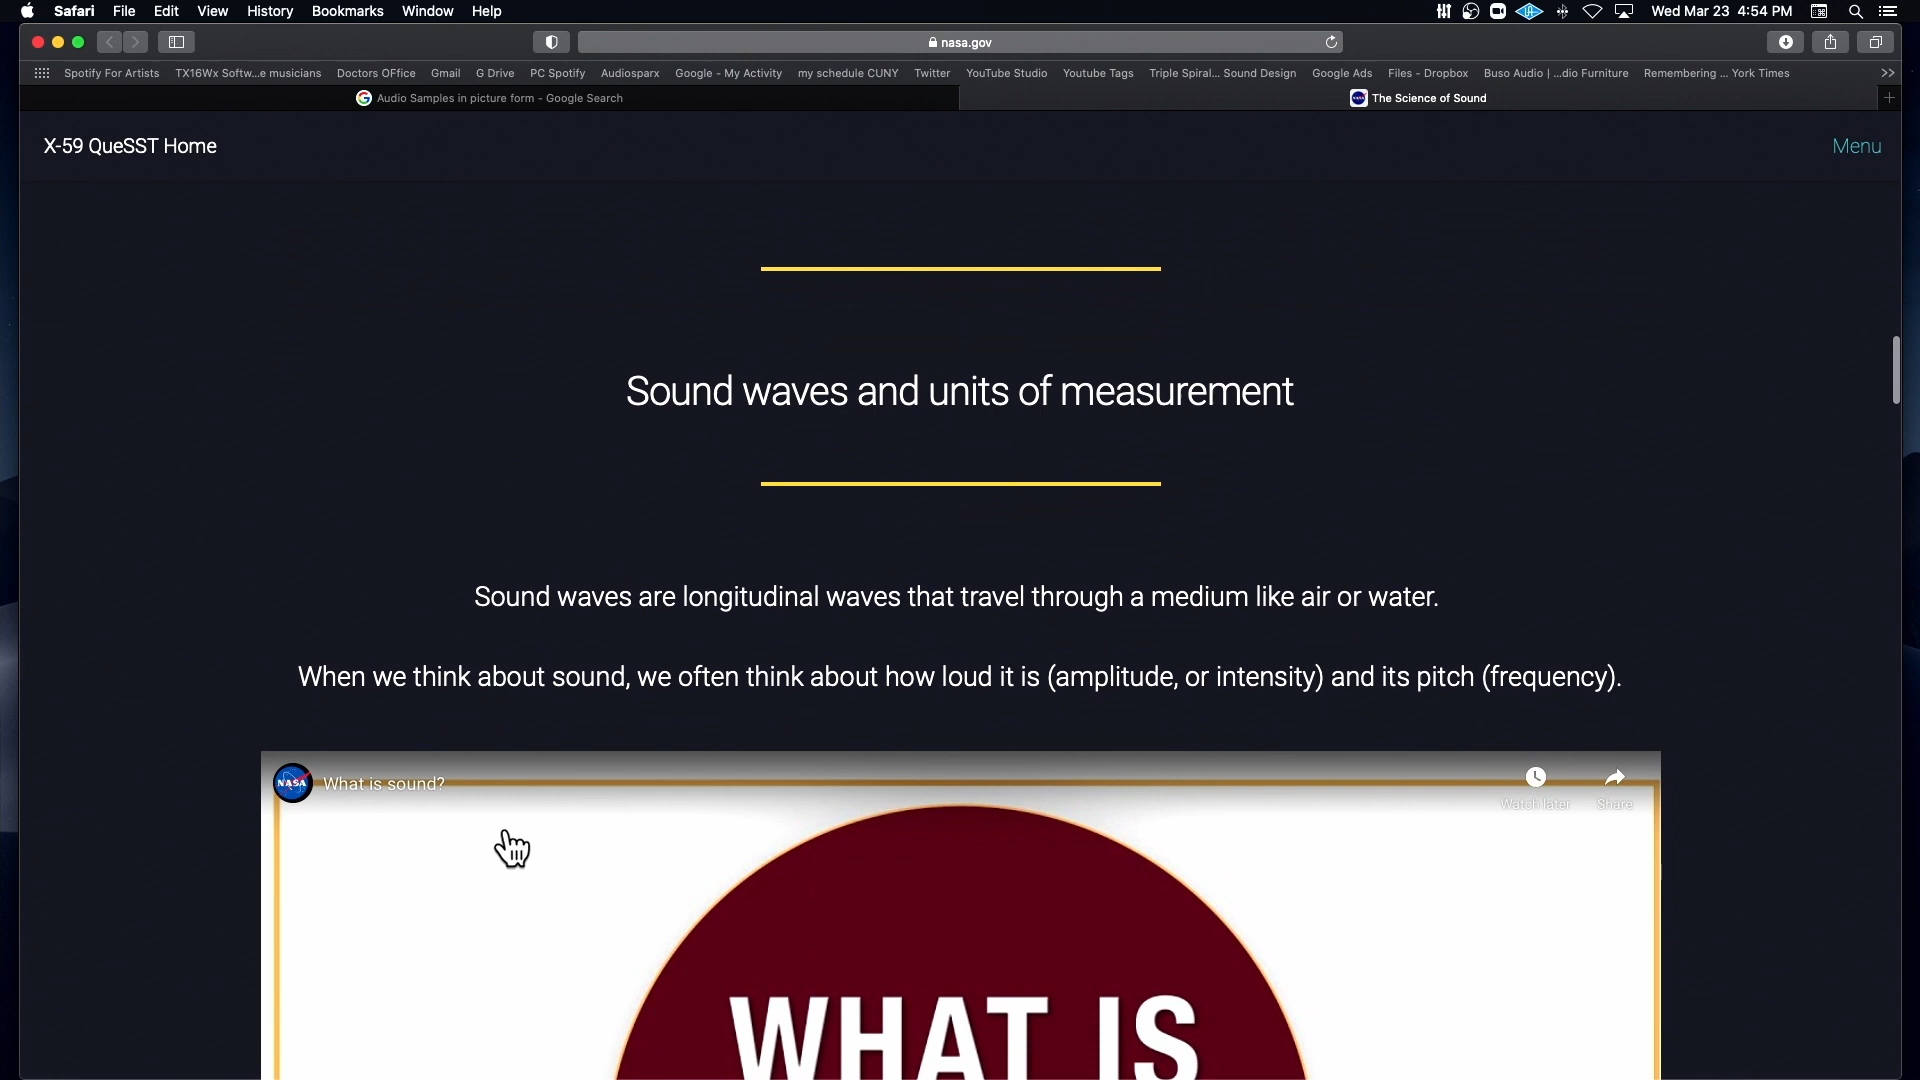 Safari File Edit View History Bookmarks Window Help Wed Mar 23 4:54 PM
nasa.gov
Spotify For Artists TX16Wx Softw...e musicians Doctors OFfice Gmail G Drive PC Spotify Audiosparx Google - My Activity my schedule CUNY Twitter YouTube Studio Youtube Tags Triple Spiral... Sound Design Google Ads Files - Dropbox Buso Audio | ...dio Furniture Remembering ... York Times
Audio Samples in picture form - Google Search The Science of Sound
X-59 QueSST Home Menu
Sound waves and units of measurement
Sound waves are longitudinal waves that travel through a medium like air or water.
When we think about sound, we often think about how loud it is (amplitude, or intensity) and its pitch (frequency).
NASA What is sound?
Watch later Share
WHAT IS